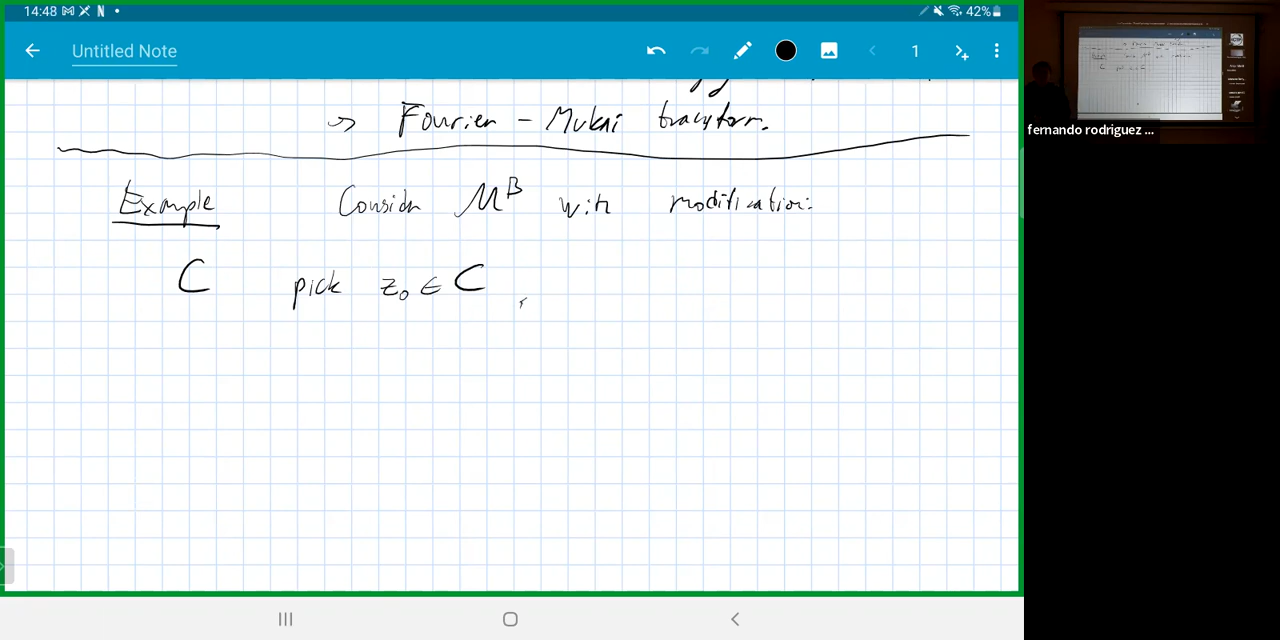 14:48 42%
Untitled Note 1
→ Fourier - Mukai transform.
Example Consider M^B with modification:
C pick z₀ ∈ C
fernando rodriguez ...